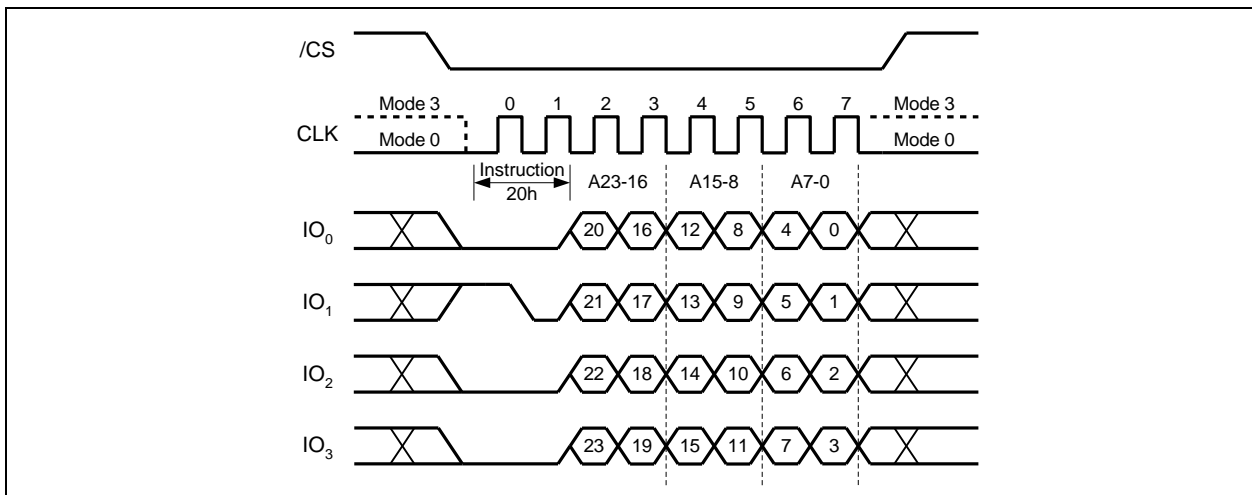 /CS
Mode 3 0 1 2 3 4 5 6 7 Mode 3
CLK
Mode 0 Mode 0
Instruction
20h
A23-16 A15-8 A7-0
IO0 20 16 12 8 4 0
IO1 21 17 13 9 5 1
IO2 22 18 14 10 6 2
IO3 23 19 15 11 7 3